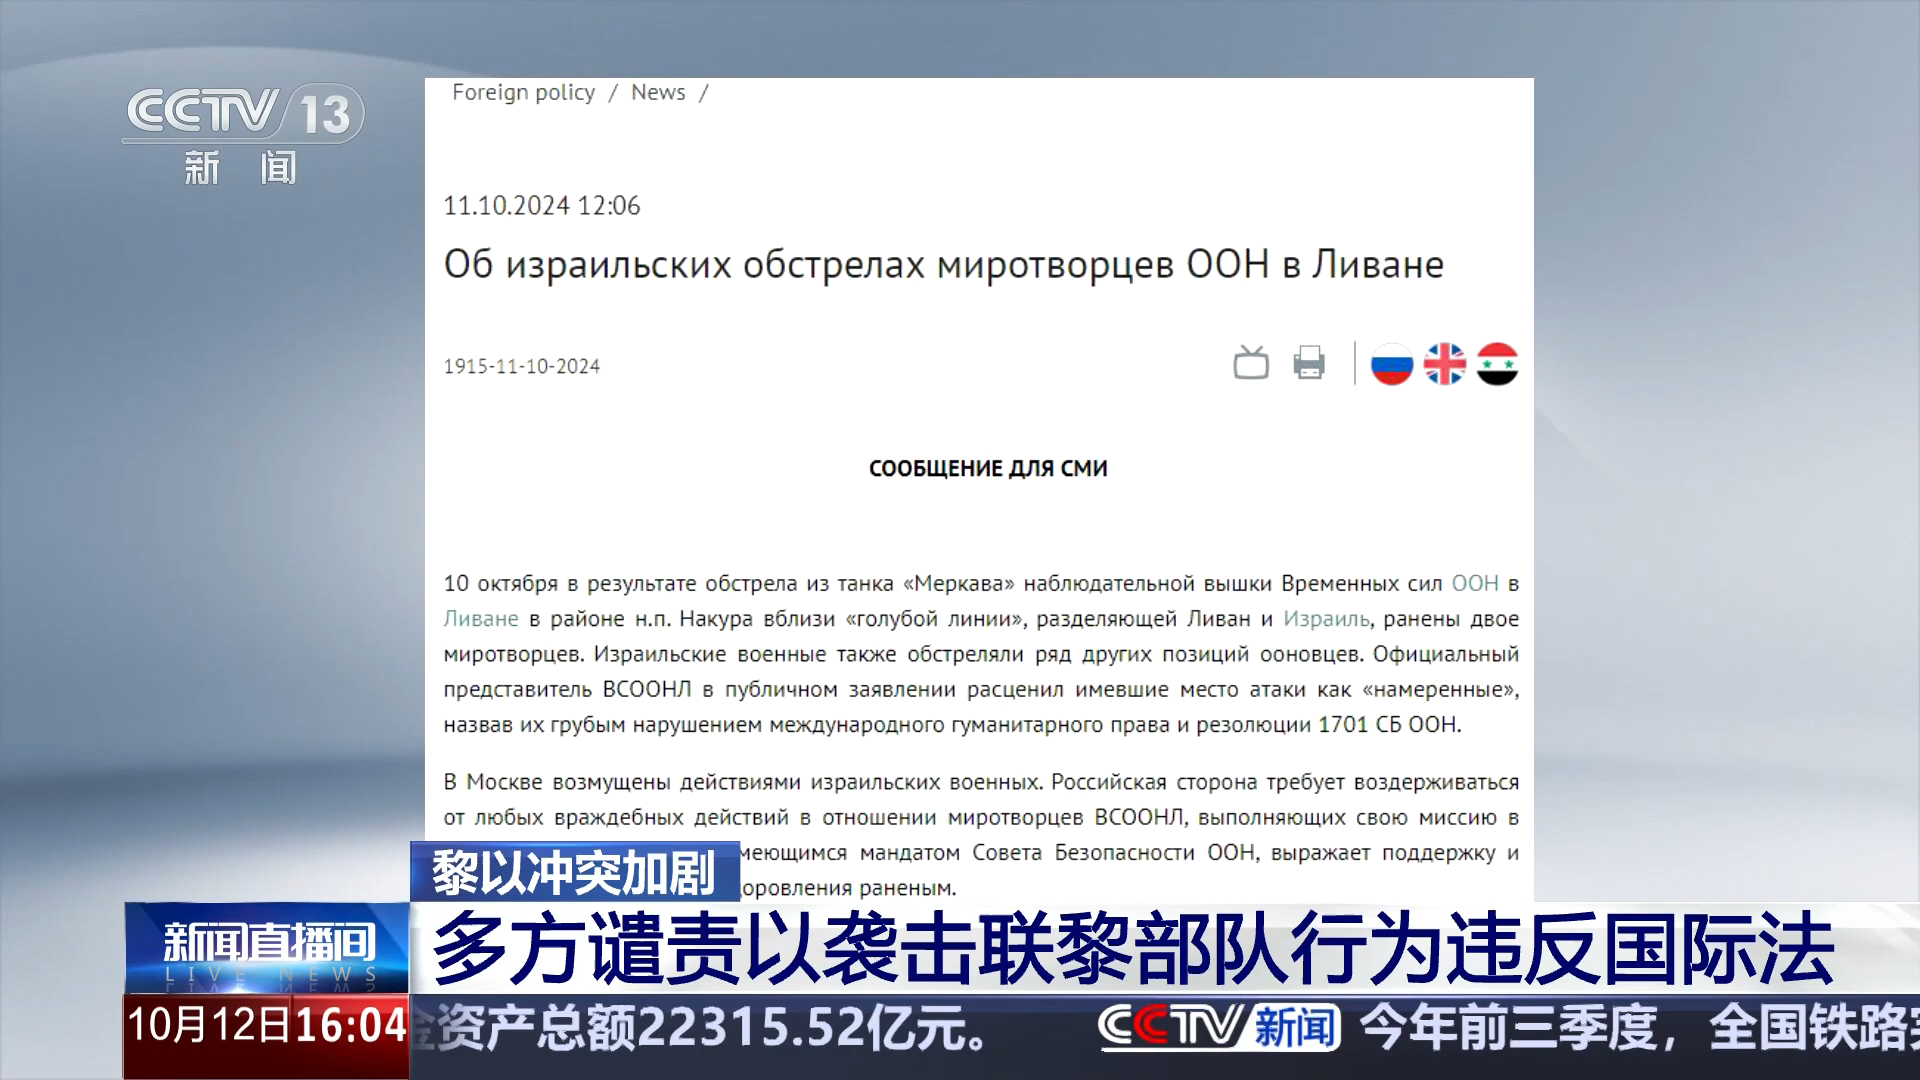 CCTV 13
新闻
Foreign policy / News /
11.10.2024 12:06
Об израильских обстрелах миротворцев ООН в Ливане
1915-11-10-2024
СООБЩЕНИЕ ДЛЯ СМИ
10 октября в результате обстрела из танка «Меркава» наблюдательной вышки Временных сил ООН в
Ливане в районе н.п. Накура вблизи «голубой линии», разделяющей Ливан и Израиль, ранены двое
миротворцев. Израильские военные также обстреляли ряд других позиций ооновцев. Официальный
представитель ВСООНЛ в публичном заявлении расценил имевшие место атаки как «намеренные»,
назвав их грубым нарушением международного гуманитарного права и резолюции 1701 СБ ООН.
В Москве возмущены действиями израильских военных. Российская сторона требует воздерживаться
от любых враждебных действий в отношении миротворцев ВСООНЛ, выполняющих свою миссию в
меющимся мандатом Совета Безопасности ООН, выражает поддержку и
доровления раненым.
黎以冲突加剧
新闻直播间
LIVE NEWS
多方谴责以袭击联黎部队行为违反国际法
10月12日16:04
金资产总额22315.52亿元。 CCTV新闻 今年前三季度，全国铁路